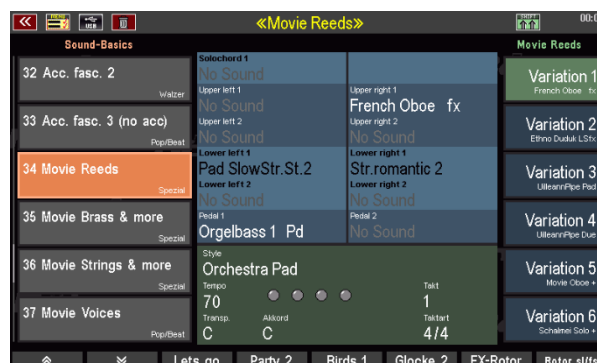 «Movie Reeds»
SHIFT
USB
Sound-Basics
Movie Reeds
32 Acc. fasc. 2
Walzer
33 Acc. fasc. 3 (no acc)
Pop/Beat
34 Movie Reeds
Spezial
35 Movie Brass & more
Spezial
36 Movie Strings & more
Spezial
37 Movie Voices
Pop/Beat
Solochord 1
No Sound
Upper left 1
No Sound
Upper right 1
French Oboe fx
Upper left 2
No Sound
Upper right 2
No Sound
Lower left 1
Pad SlowStr.St.2
Lower right 1
Str.romantic 2
Lower left 2
No Sound
Lower right 2
No Sound
Pedal 1
Orgelbass 1 Pd
Pedal 2
No Sound
Style
Orchestra Pad
Tempo
70
Takt
1
Transp.
C
Akkord
C
Taktart
4/4
Variation 1
French Oboe fx
Variation 2
Ethno Duduk LSfx
Variation 3
UilleannPipe Pad
Variation 4
UilleannPipe Due
Variation 5
Movie Oboe +
Variation 6
Schalmei Solo +
Lets go
Party 2
Birds 1
Glocke 2
FX-Rotor
Rotor sl/fa